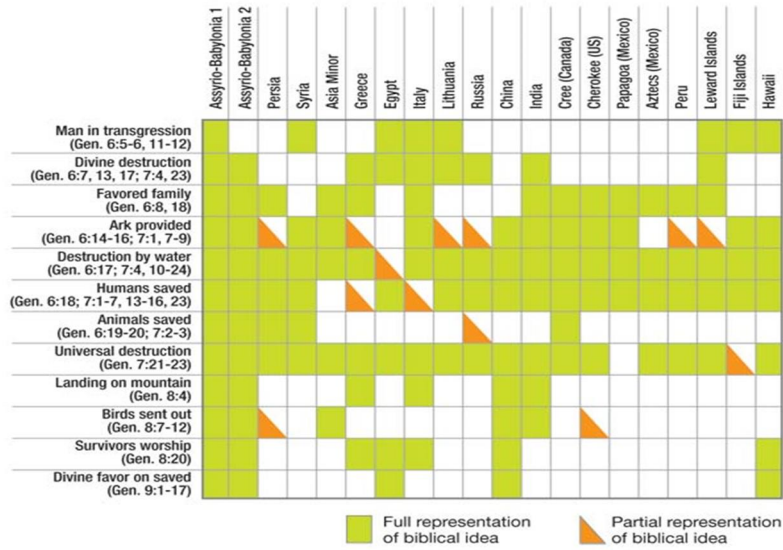 Assyrio-Babylonia 1
Assyrio-Babylonia 2
Persia
Syria
Asia Minor
Greece
Egypt
Italy
Lithuania
Russia
China
India
Cree (Canada)
Cherokee (US)
Papagoa (Mexico)
Aztecs (Mexico)
Peru
Leward Islands
Fiji Islands
Hawaii
Man in transgression
(Gen. 6:5-6, 11-12)
Divine destruction
(Gen. 6:7, 13, 17; 7:4, 23)
Favored family
(Gen. 6:8, 18)
Ark provided
(Gen. 6:14-16; 7:1, 7-9)
Destruction by water
(Gen. 6:17; 7:4, 10-24)
Humans saved
(Gen. 6:18; 7:1-7, 13-16, 23)
Animals saved
(Gen. 6:19-20; 7:2-3)
Universal destruction
(Gen. 7:21-23)
Landing on mountain
(Gen. 8:4)
Birds sent out
(Gen. 8:7-12)
Survivors worship
(Gen. 8:20)
Divine favor on saved
(Gen. 9:1-17)
Full representation
of biblical idea
Partial representation
of biblical idea